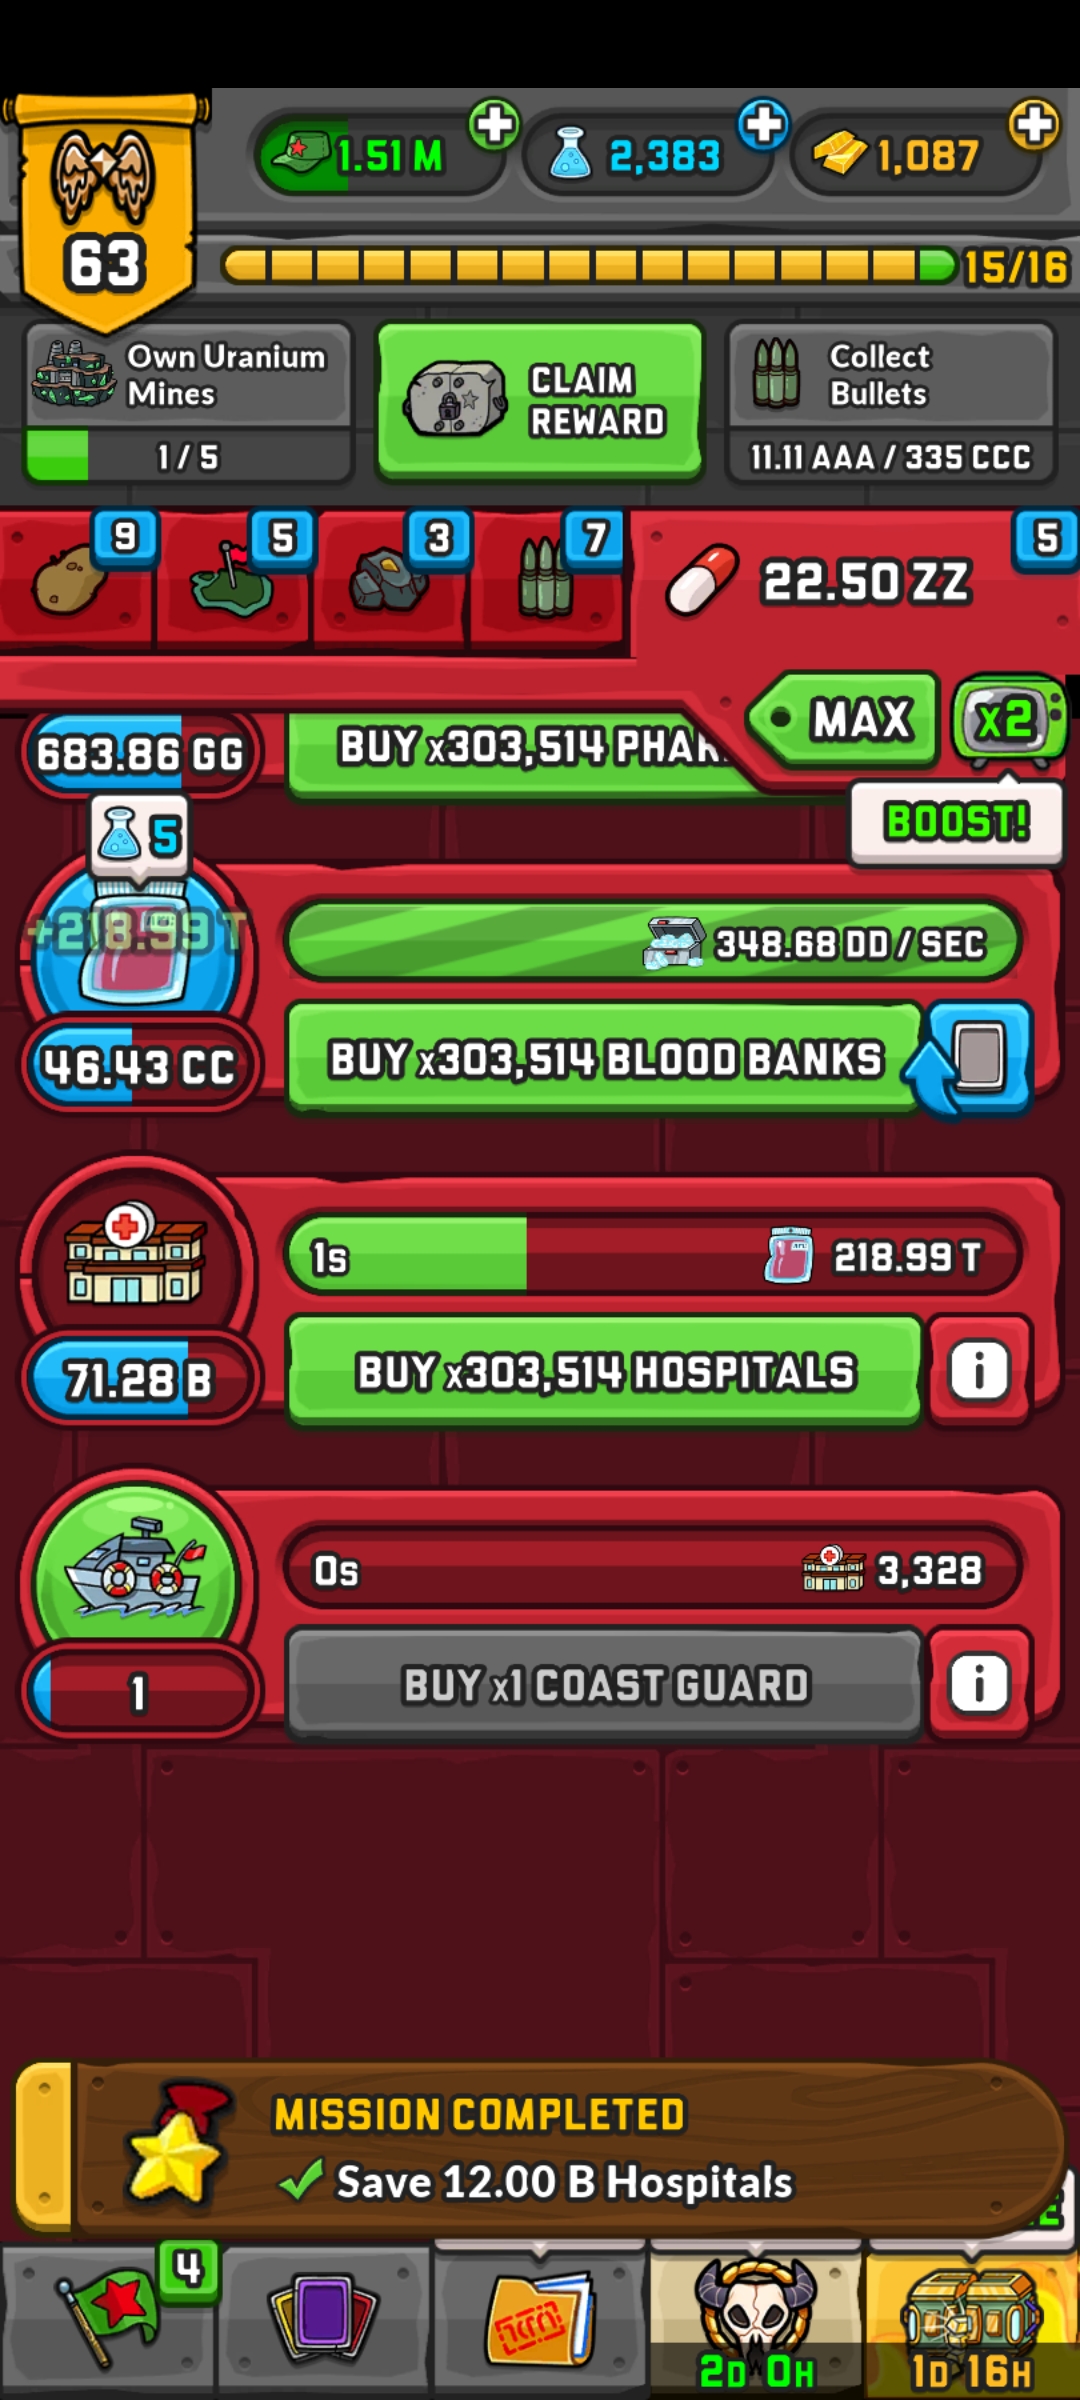 1.51 M
2,383
1,087
63
15/16
Own Uranium
Mines
1 / 5
CLAIM
REWARD
Collect
Bullets
11.11 AAA / 335 CCC
9
5
3
7
22.50 ZZ
5
MAX
x2
683.86 GG
BUY x303,514 PHAR
BOOST!
5
+218.99 T
348.68 DD / SEC
46.43 CC
BUY x303,514 BLOOD BANKS
1s
218.99 T
71.28 B
BUY x303,514 HOSPITALS
i
0s
3,328
1
BUY x1 COAST GUARD
i
MISSION COMPLETED
Save 12.00 B Hospitals
4
2D 0H
1D 16H